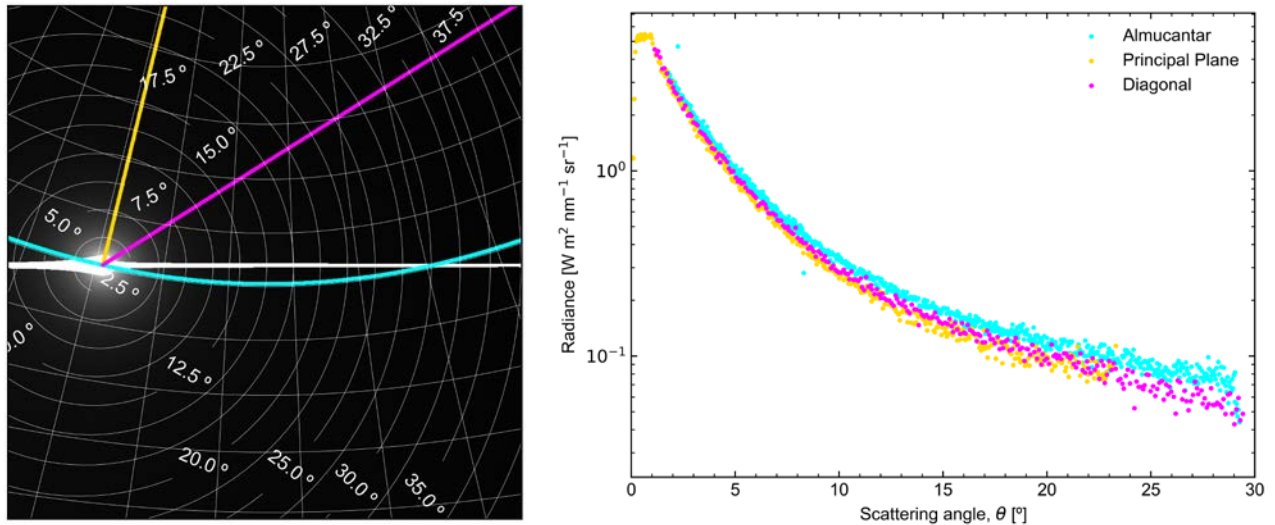 17.5 º
22.5 º
27.5 º
32.5 º
37.5
15.0 º
7.5 º
5.0 º
2.5 º
0.0 º
12.5 º
20.0 º
25.0 º
30.0 º
35.0 º
Almucantar
Principal Plane
Diagonal
10⁰
10⁻¹
Radiance [W m² nm⁻¹ sr⁻¹]
0 5 10 15 20 25 30
Scattering angle, θ [º]